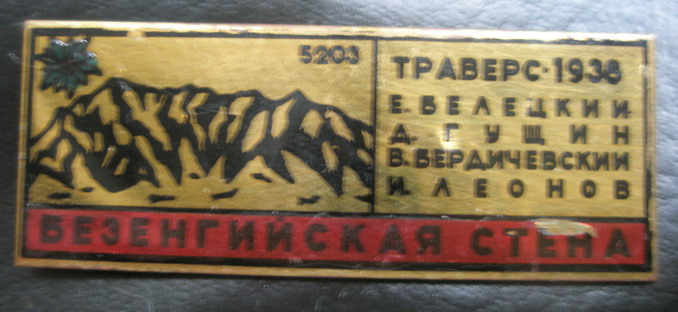 5203
ТРАВЕРС·1938
Е. БЕЛЕЦКИЙ
Д. ГУЩИН
В. БЕРДИЧЕВСКИЙ
И. ЛЕОНОВ
БЕЗЕНГИЙСКАЯ СТЕНА